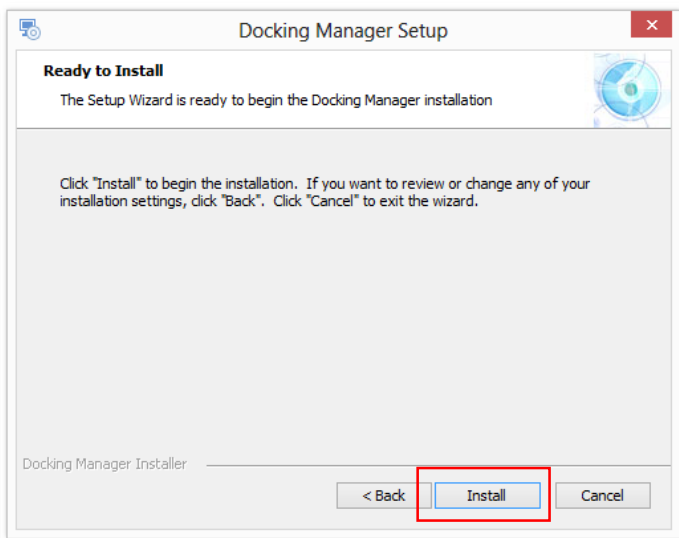 Docking Manager Setup
Ready to Install
The Setup Wizard is ready to begin the Docking Manager installation
Click "Install" to begin the installation.  If you want to review or change any of your
installation settings, click "Back".  Click "Cancel" to exit the wizard.
Docking Manager Installer
< Back Install Cancel